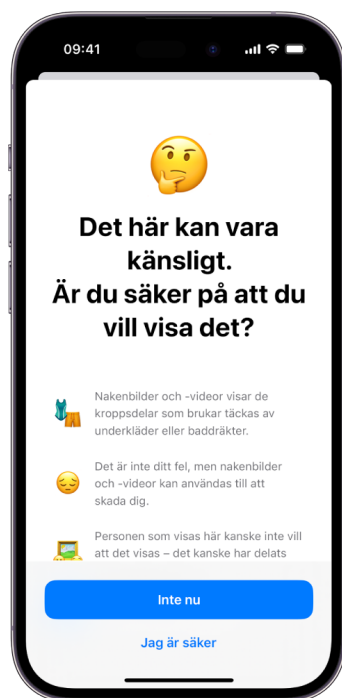 09:41
Det här kan vara
känsligt.
Är du säker på att du
vill visa det?
Nakenbilder och -videor visar de
kroppsdelar som brukar täckas av
underkläder eller baddräkter.
Det är inte ditt fel, men nakenbilder
och -videor kan användas till att
skada dig.
Personen som visas här kanske inte vill
att det visas – det kanske har delats
Inte nu
Jag är säker